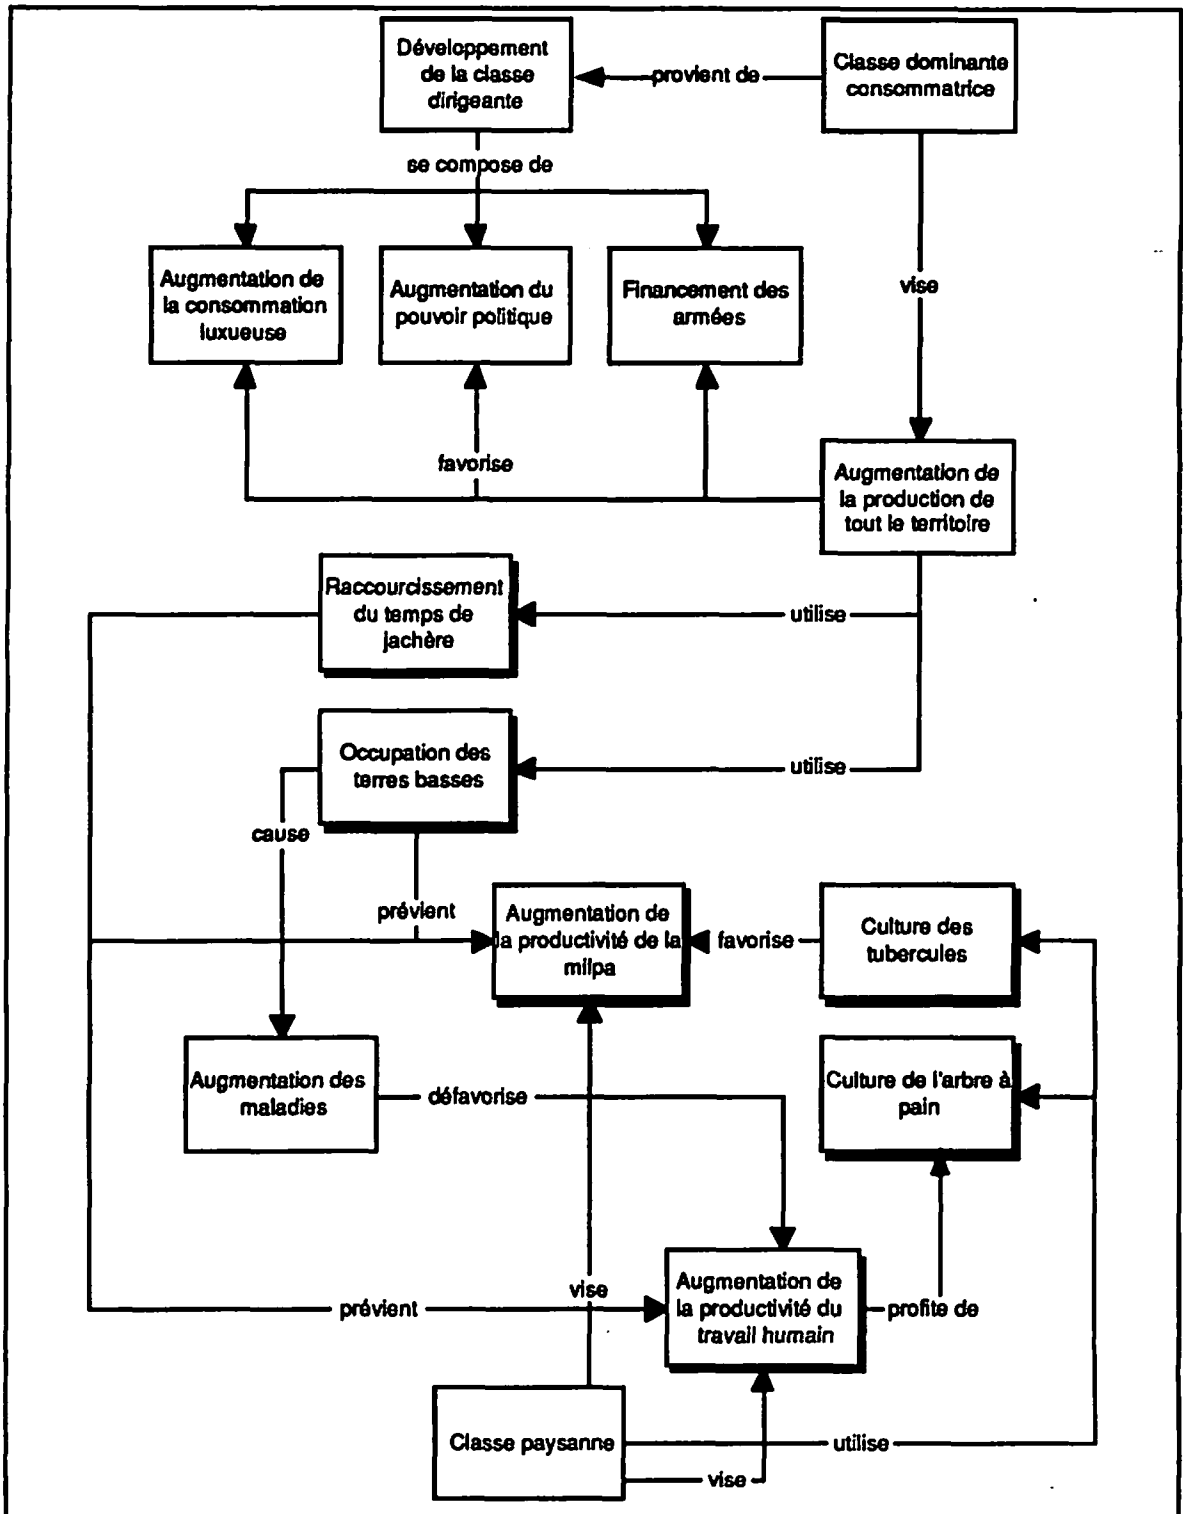 Développement
de la classe
dirigeante
provient de
Classe dominante
consommatrice
se compose de
Augmentation de
la consommation
luxueuse
Augmentation du
pouvoir politique
Financement des
armées
vise
favorise
Augmentation de
la production de
tout le territoire
Raccourcissement
du temps de
jachère
utilise
Occupation des
terres basses
utilise
cause
prévient
Augmentation de
la productivité de la
milpa
favorise
Culture des
tubercules
Augmentation des
maladies
défavorise
Culture de l'arbre à
pain
prévient
vise
Augmentation de
la productivité du
travail humain
profite de
Classe paysanne
utilise
vise